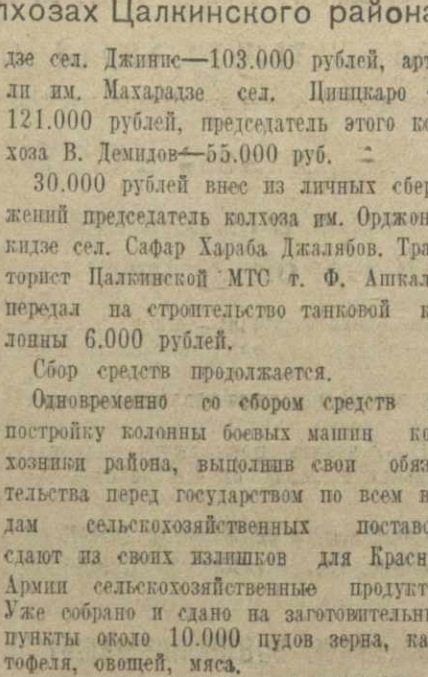 лхозах Цалкинского района
дзе сел. Джинис—103.000 рублей, арт
ли им. Махарадзе сел. Цинцкаро —
121.000 рублей, председатель этого ко
хоза В. Демидов—55.000 руб.
30.000 рублей внес из личных сбер
жений председатель колхоза им. Орджон
кидзе сел. Сафар Хараба Джалябов. Тра
торист Цалкинской МТС т. Ф. Ашкал
передал на строительство танковой к
лонны 6.000 рублей.
Сбор средств продолжается.
Одновременно со сбором средств
постройку колонны боевых машин ко
хозники района, выполнив свои обяз
тельства перед государством по всем в
дам сельскохозяйственных поставо
сдают из своих излишков для Красн
Армии сельскохозяйственные продукт
Уже собрано и сдано на заготовительны
пункты около 10.000 пудов зерна, ка
тофеля, овощей, мяса.